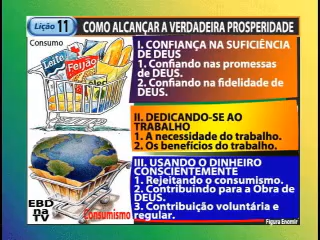 Lição 11
COMO ALCANÇAR A VERDADEIRA PROSPERIDADE
Consumo
Leite
Feijão
I. CONFIANÇA NA SUFICIÊNCIA
DE DEUS
1. Confiando nas promessas
de DEUS.
2. Confiando na fidelidade de
DEUS.
II. DEDICANDO-SE AO
TRABALHO
1. A necessidade do trabalho.
2. Os benefícios do trabalho.
III. USANDO O DINHEIRO
CONSCIENTEMENTE
1. Rejeitando o consumismo.
2. Contribuindo para a Obra de
DEUS.
3. Contribuição voluntária e
regular.
EBD
na
TV
consumismo
Figura Enomir